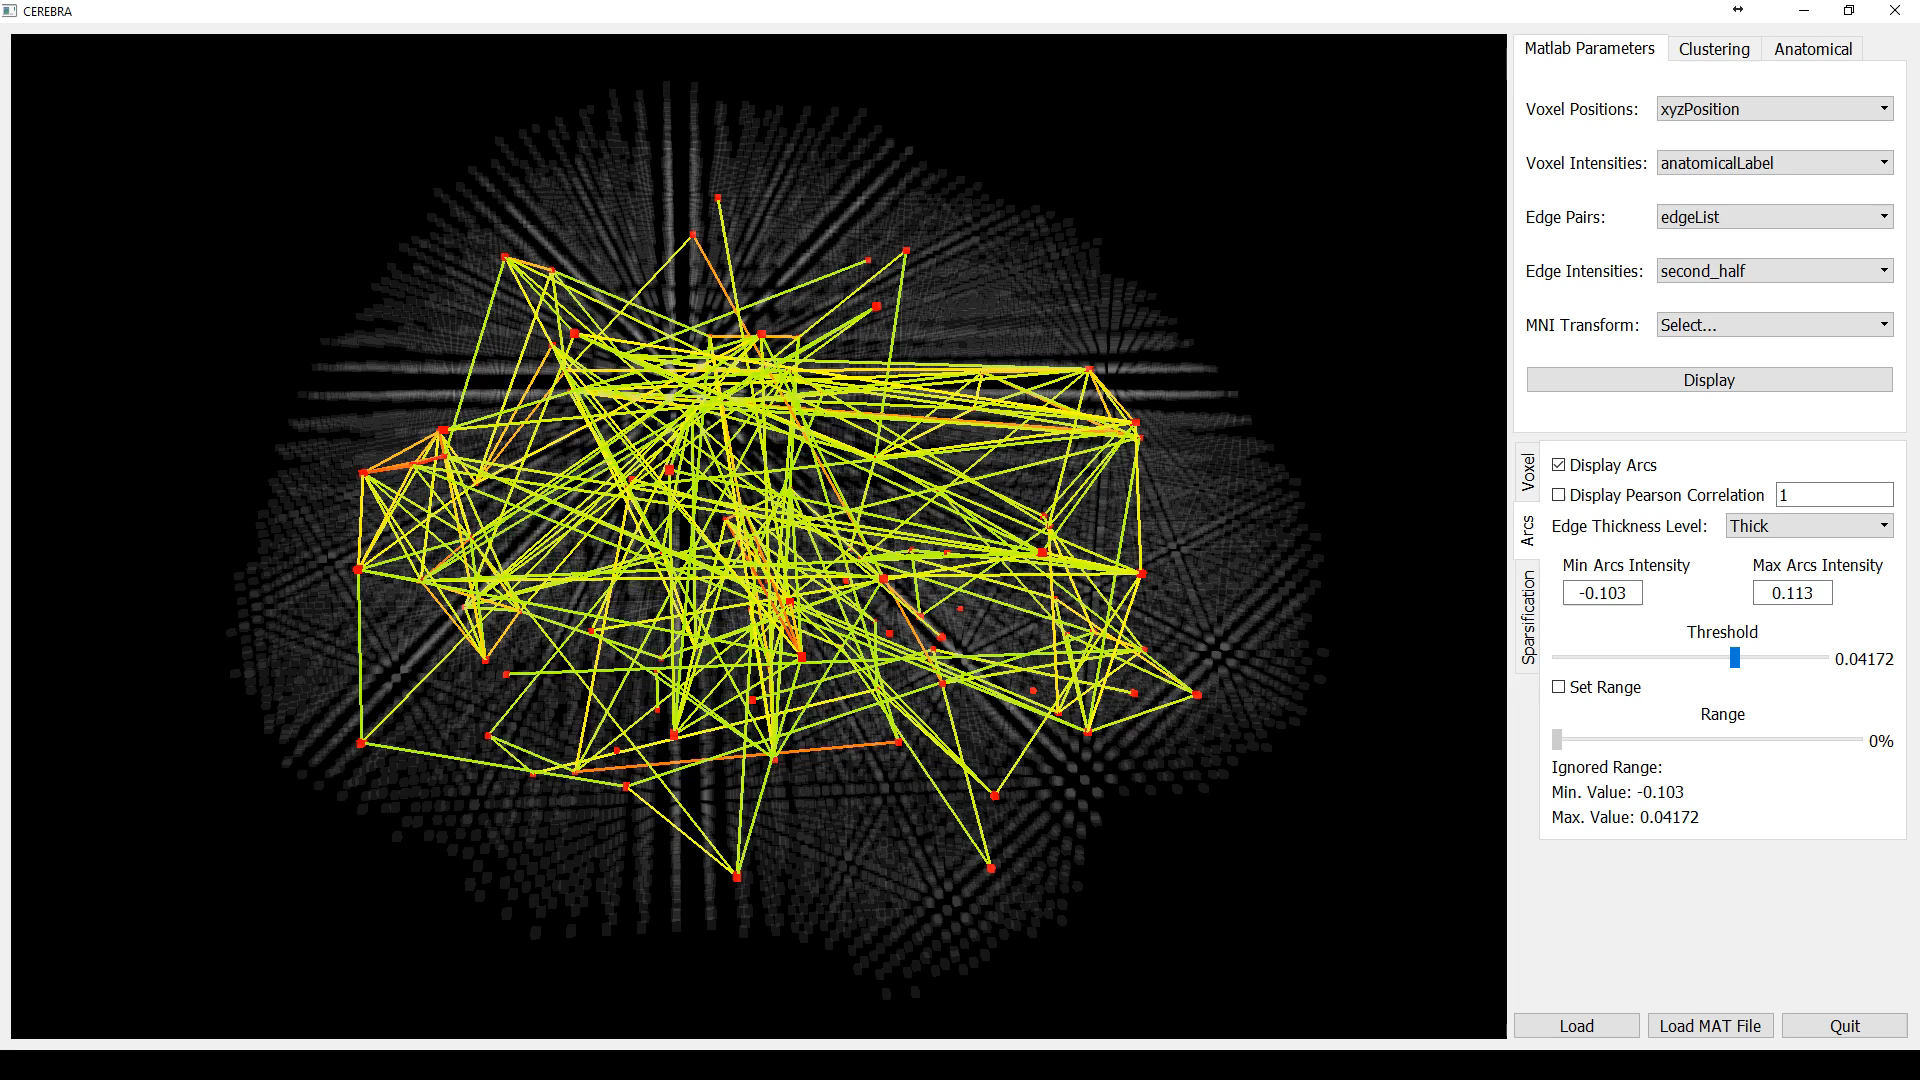 CEREBRA
Matlab Parameters Clustering Anatomical
Voxel Positions: xyzPosition
Voxel Intensities: anatomicalLabel
Edge Pairs: edgeList
Edge Intensities: second_half
MNI Transform: Select...
Display
Voxel
Arcs
Sparsification
Display Arcs
Display Pearson Correlation 1
Edge Thickness Level: Thick
Min Arcs Intensity Max Arcs Intensity
-0.103 0.113
Threshold
0.04172
Set Range
Range
0%
Ignored Range:
Min. Value: -0.103
Max. Value: 0.04172
Load Load MAT File Quit